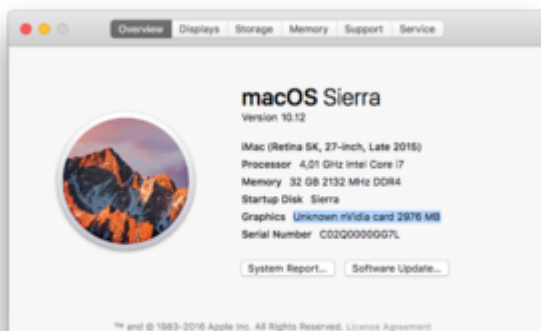 Overview Displays Storage Memory Support Service
macOS Sierra
Version 10.12
iMac (Retina 5K, 27-inch, Late 2015)
Processor 4,01 GHz Intel Core i7
Memory 32 GB 2132 MHz DDR4
Startup Disk Sierra
Graphics Unknown nVidia card 2976 MB
Serial Number C02Q0000GG7L
System Report... Software Update...
™ and © 1983-2016 Apple Inc. All Rights Reserved. License Agreement